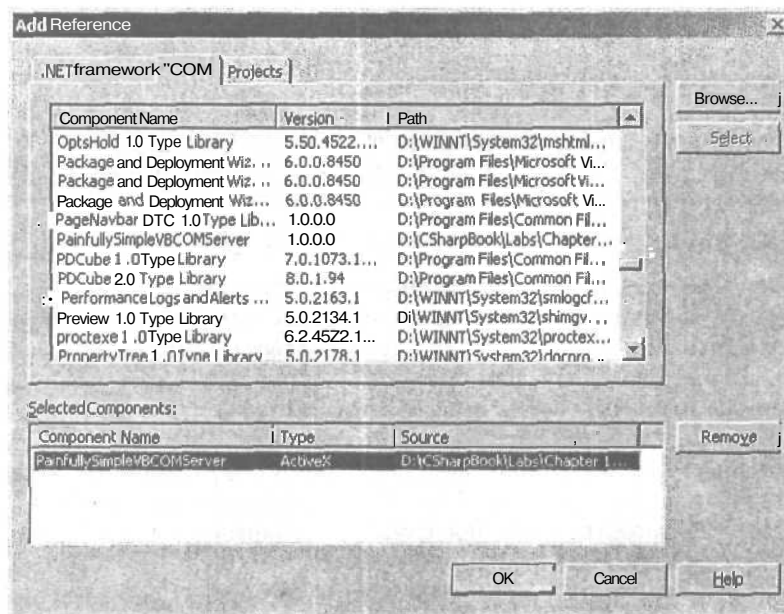 Add Reference
.NET framework "COM Projects
Component Name Version - Path
OptsHold 1.0 Type Library 5.50.4522.... D:\WINNT\System32\mshtml...
Package and Deployment Wiz. .. 6.0.0.8450 D:\Program Files\Microsoft Vi...
Package and Deployment Wiz. .. 6.0.0.8450 D:\Program Files\Microsoft Vi...
Package and Deployment Wiz... 6.0.0.8450 D:\Program Files\Microsoft Vi...
PageNavbar DTC 1.0 Type Lib... 1.0.0.0 D:\Program Files\Common Fil...
PainfullySimpleVBCOMServer 1.0.0.0 D:\CSharpBook\Labs\Chapter...
PDCube 1.0 Type Library 7.0.1073.1... D:\Program Files\Common Fil...
PDCube 2.0 Type Library 8.0.1.94 D:\Program Files\Common Fil...
Performance Logs and Alerts ... 5.0.2163.1 D:\WINNT\System32\smlogcf...
Preview 1.0 Type Library 5.0.2134.1 Di\WINNT\System32\shimgv...
proctexe 1.0 Type Library 6.2.45Z2.1... D:\WINNT\System32\proctex...
PropertyTree 1.0 Type Library 5.0.2178.1 D:\WINNT\System32\docpro...
Browse...
Select
Selected Components:
Component Name Type Source
PainfullySimpleVBCOMServer ActiveX D:\CSharpBook\Labs\Chapter 1...
Remove
OK Cancel Help